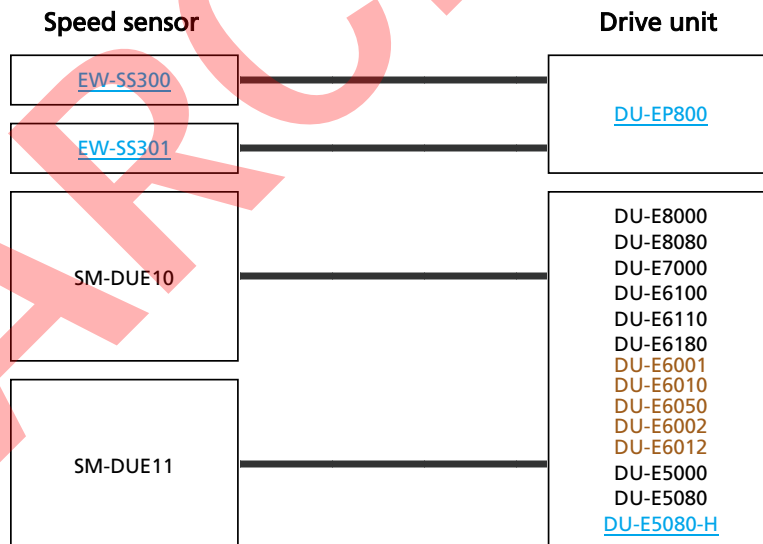 Speed sensor
Drive unit
EW-SS300
EW-SS301
DU-EP800
SM-DUE10
SM-DUE11
DU-E8000
DU-E8080
DU-E7000
DU-E6100
DU-E6110
DU-E6180
DU-E6001
DU-E6010
DU-E6050
DU-E6002
DU-E6012
DU-E5000
DU-E5080
DU-E5080-H